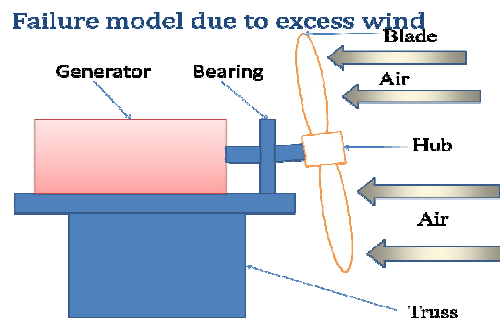 Failure model due to excess wind
Blade
Generator
Bearing
Air
Hub
Air
Truss